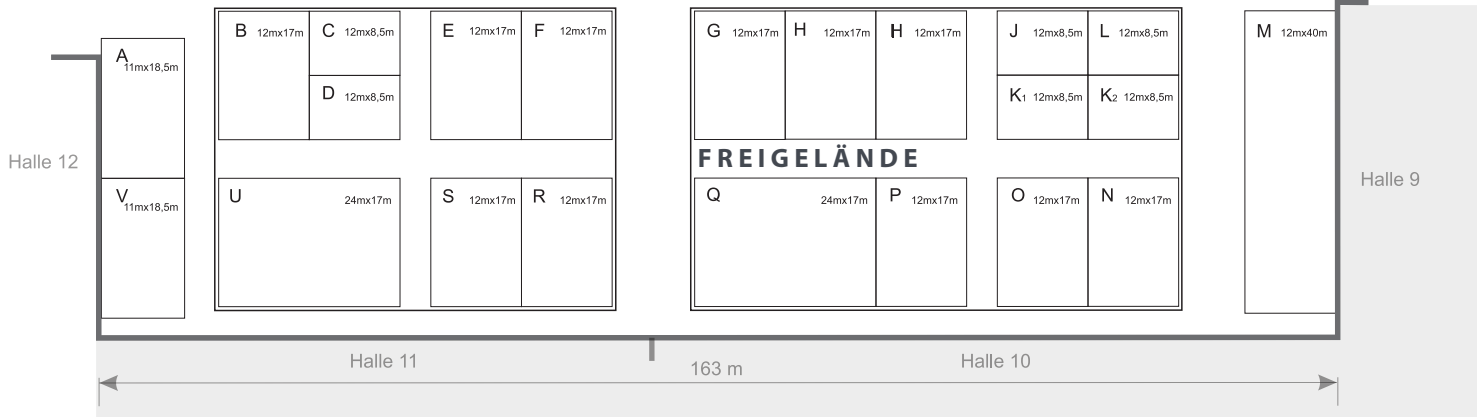 B 12mx17m C 12mx8,5m E 12mx17m F 12mx17m G 12mx17m H 12mx17m H 12mx17m J 12mx8,5m L 12mx8,5m M 12mx40m
A 11mx18,5m
D 12mx8,5m K1 12mx8,5m K2 12mx8,5m
Halle 12
FREIGELÄNDE
Halle 9
V 11mx18,5m
U 24mx17m S 12mx17m R 12mx17m Q 24mx17m P 12mx17m O 12mx17m N 12mx17m
Halle 11
Halle 10
163 m